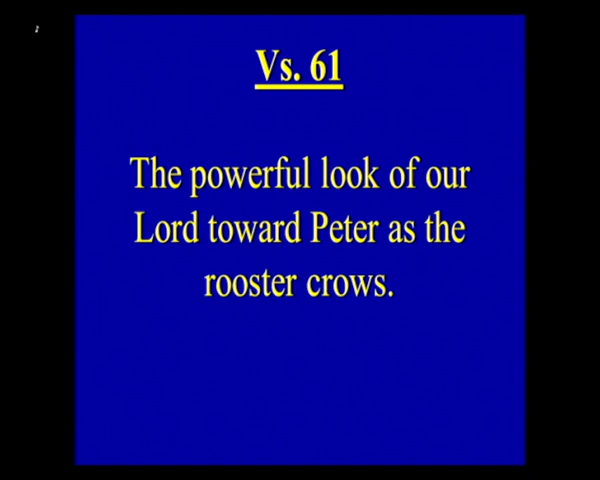 Vs. 61
The powerful look of our
Lord toward Peter as the
rooster crows.